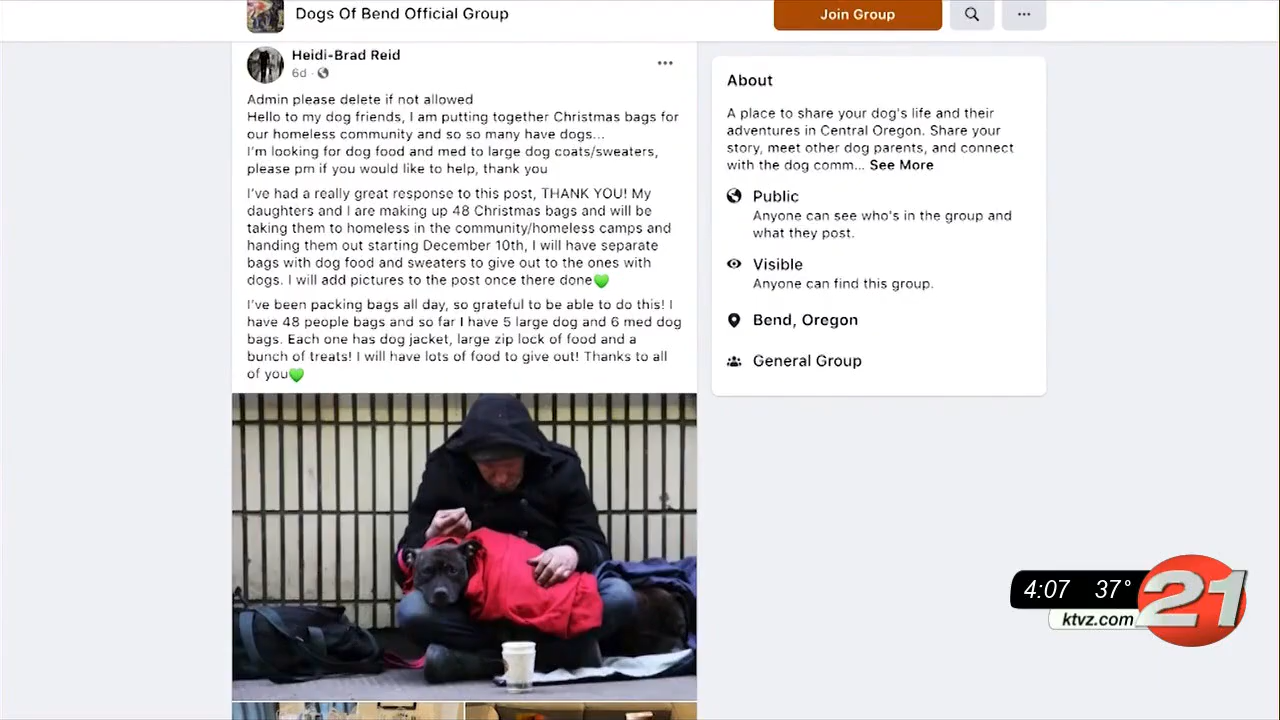 Dogs Of Bend Official Group
Join Group
Heidi-Brad Reid
6d ·
Admin please delete if not allowed
Hello to my dog friends, I am putting together Christmas bags for
our homeless community and so so many have dogs...
I'm looking for dog food and med to large dog coats/sweaters,
please pm if you would like to help, thank you
I've had a really great response to this post, THANK YOU! My
daughters and I are making up 48 Christmas bags and will be
taking them to homeless in the community/homeless camps and
handing them out starting December 10th, I will have separate
bags with dog food and sweaters to give out to the ones with
dogs. I will add pictures to the post once there done💚
I've been packing bags all day, so grateful to be able to do this! I
have 48 people bags and so far I have 5 large dog and 6 med dog
bags. Each one has dog jacket, large zip lock of food and a
bunch of treats! I will have lots of food to give out! Thanks to all
of you💚
About
A place to share your dog's life and their
adventures in Central Oregon. Share your
story, meet other dog parents, and connect
with the dog comm... See More
Public
Anyone can see who's in the group and
what they post.
Visible
Anyone can find this group.
Bend, Oregon
General Group
4:07 37°
21
ktvz.com